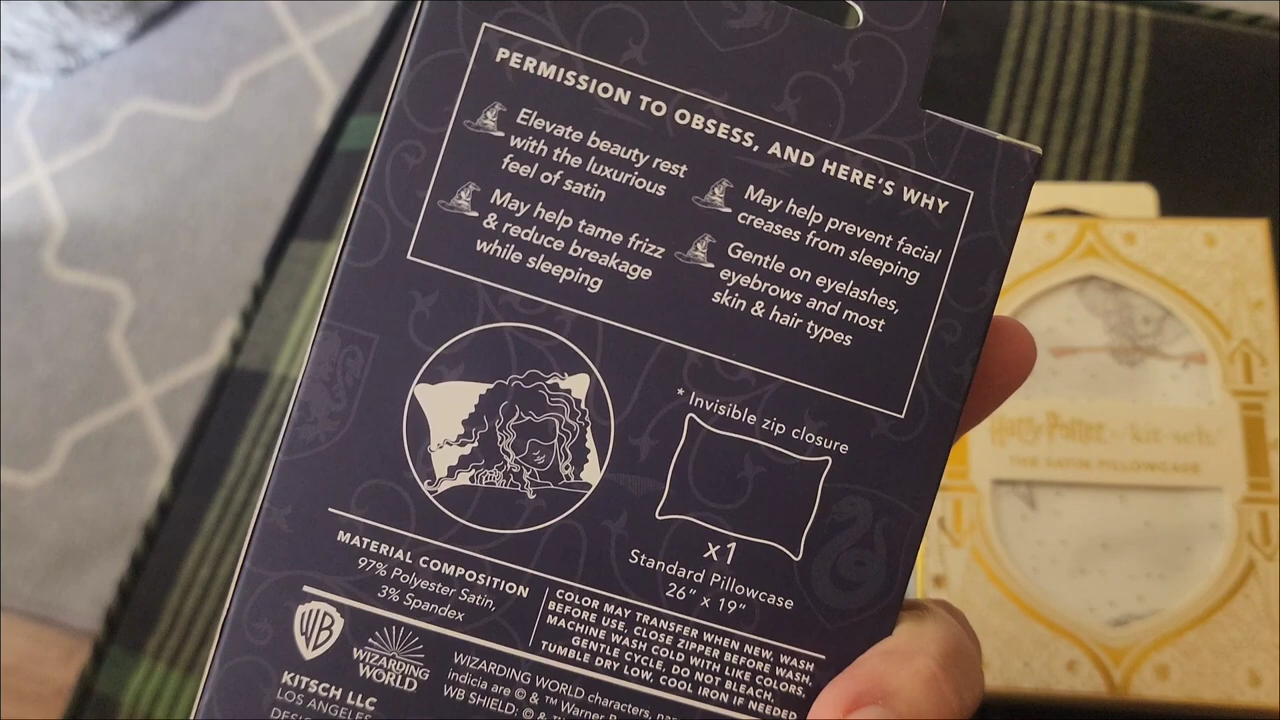 PERMISSION TO OBSESS, AND HERE'S WHY
Elevate beauty rest
with the luxurious
feel of satin
May help tame frizz
& reduce breakage
while sleeping
May help prevent facial
creases from sleeping
Gentle on eyelashes,
eyebrows and most
skin & hair types
* Invisible zip closure
x1
Standard Pillowcase
26" x 19"
MATERIAL COMPOSITION
97% Polyester Satin,
3% Spandex
COLOR MAY TRANSFER WHEN NEW, WASH
BEFORE USE, CLOSE ZIPPER BEFORE WASH,
MACHINE WASH COLD WITH LIKE COLORS,
GENTLE CYCLE, DO NOT BLEACH,
TUMBLE DRY LOW, COOL IRON IF NEEDED
WB
WIZARDING
WORLD
WIZARDING WORLD characters,
indicia are © & ™ Warner
WB SHIELD: © & ™
KITSCH LLC
LOS ANGELES
Harry Potter kit·sch
THE SATIN PILLOWCASE